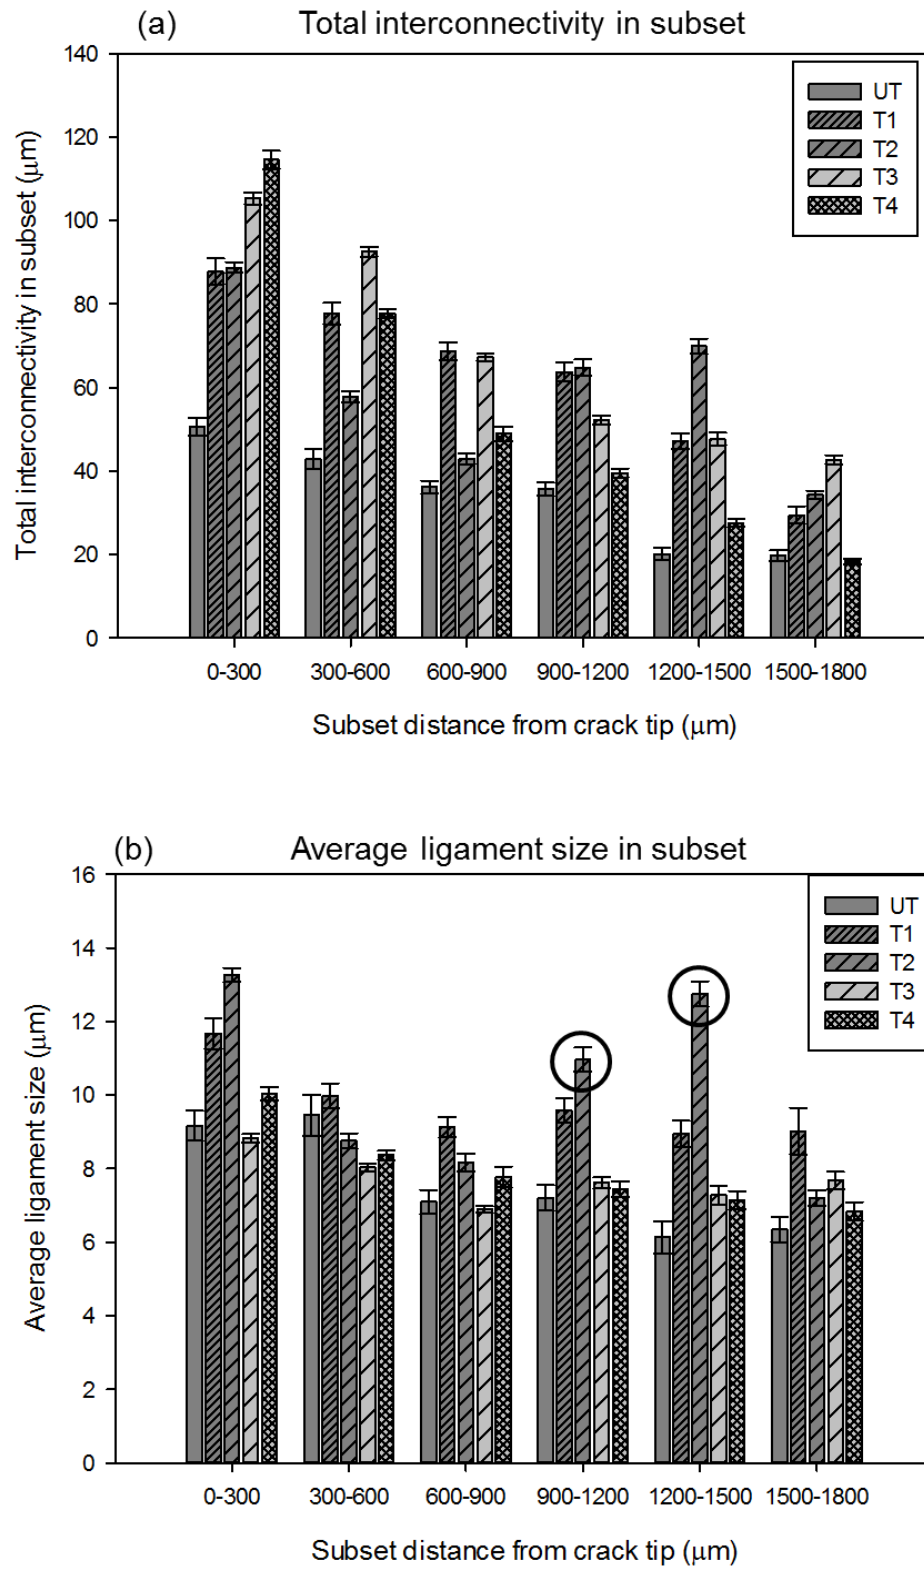 (a) Total interconnectivity in subset
Total interconnectivity in subset (μm)
140
120
100
80
60
40
20
0
UT
T1
T2
T3
T4
0-300 300-600 600-900 900-1200 1200-1500 1500-1800
Subset distance from crack tip (μm)
(b) Average ligament size in subset
Average ligament size (μm)
16
14
12
10
8
6
4
2
0
UT
T1
T2
T3
T4
0-300 300-600 600-900 900-1200 1200-1500 1500-1800
Subset distance from crack tip (μm)